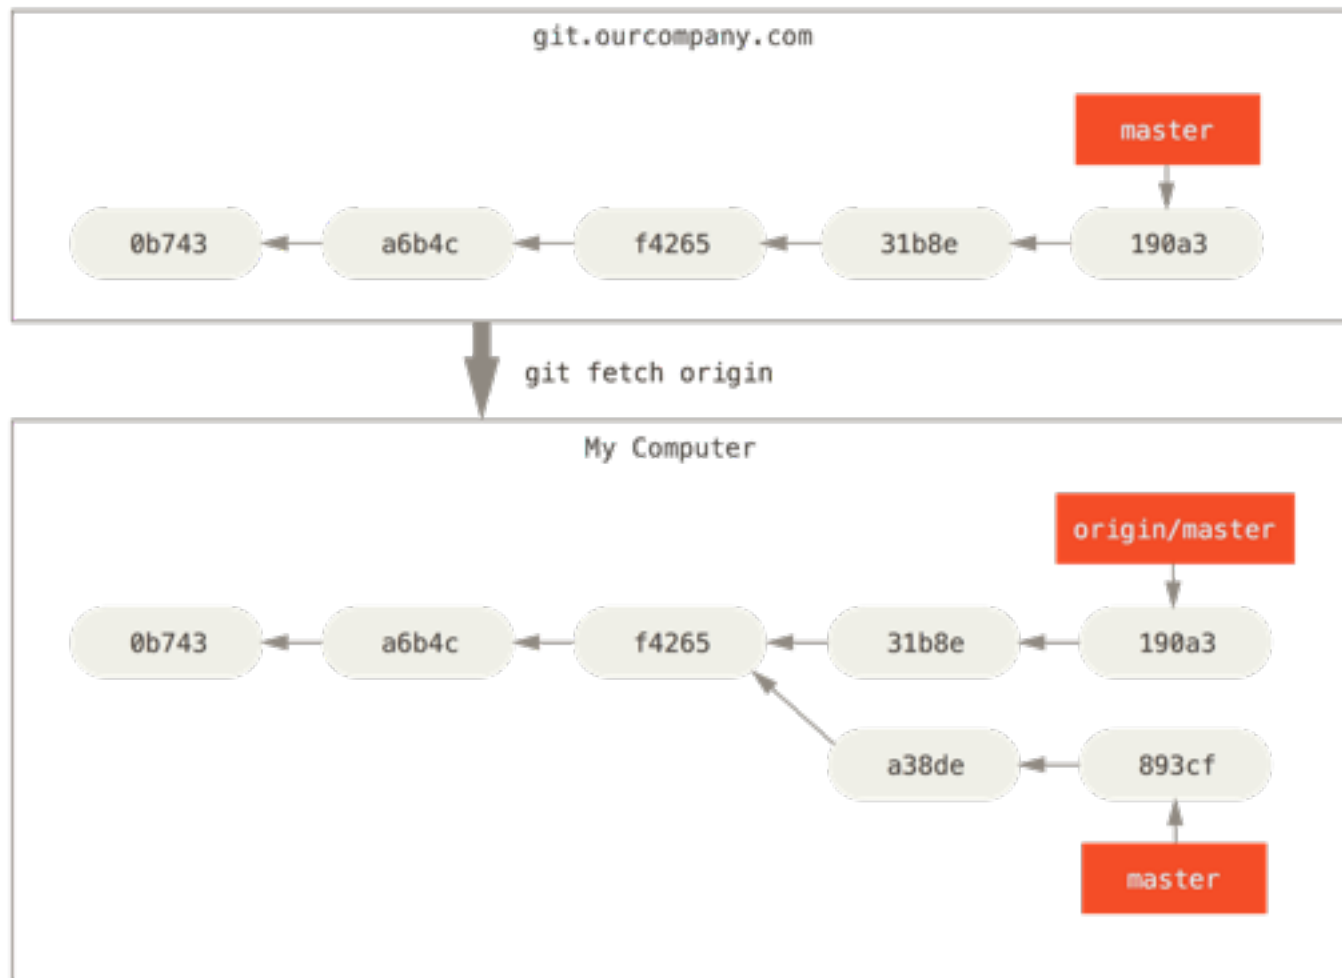 git.ourcompany.com
master
0b743 a6b4c f4265 31b8e 190a3
git fetch origin
My Computer
origin/master
0b743 a6b4c f4265 31b8e 190a3
a38de 893cf
master